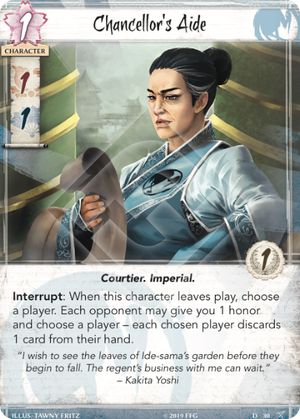 1
Chancellor's Aide
CHARACTER
1
1
1
Courtier. Imperial.
Interrupt: When this character leaves play, choose
a player. Each opponent may give you 1 honor
and choose a player – each chosen player discards
1 card from their hand.
"I wish to see the leaves of Ide-sama's garden before they
begin to fall. The regent's business with me can wait."
– Kakita Yoshi
ILLUS: TAWNY FRITZ
©2019 FFG
D 30